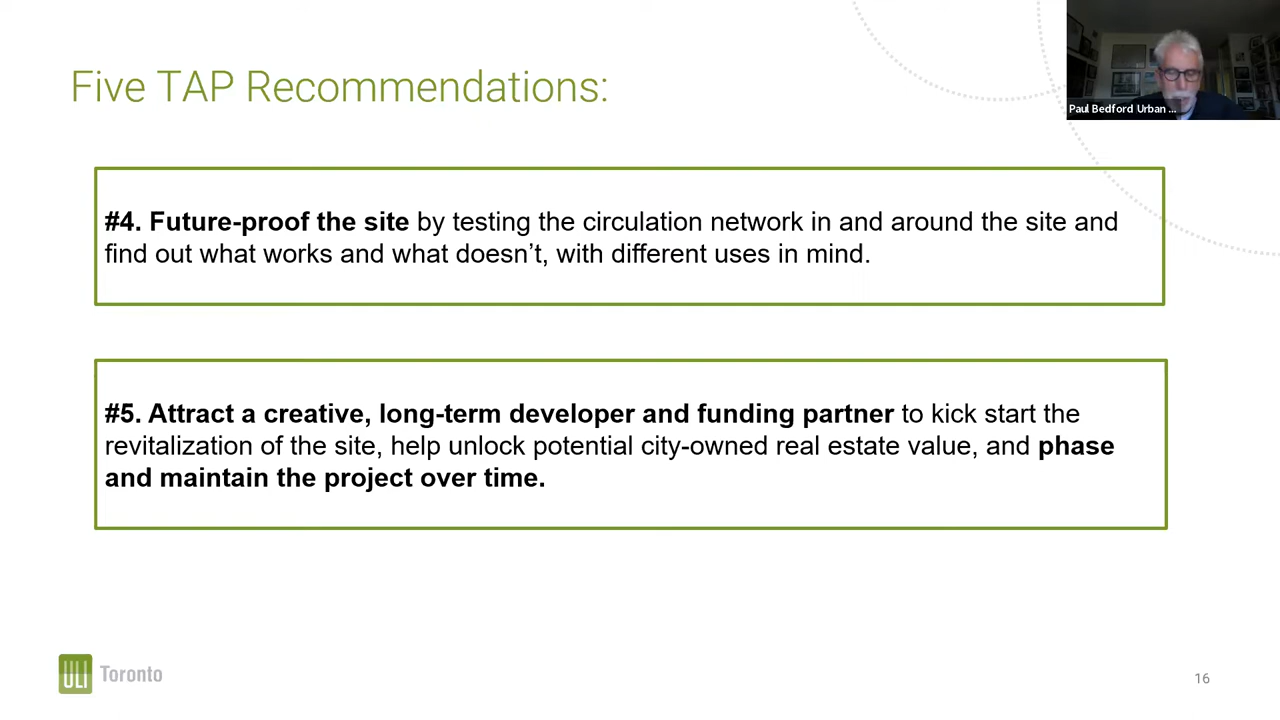 Five TAP Recommendations:
Paul Bedford Urban ...
#4. Future-proof the site by testing the circulation network in and around the site and
find out what works and what doesn’t, with different uses in mind.
#5. Attract a creative, long-term developer and funding partner to kick start the
revitalization of the site, help unlock potential city-owned real estate value, and phase
and maintain the project over time.
ULI Toronto
16